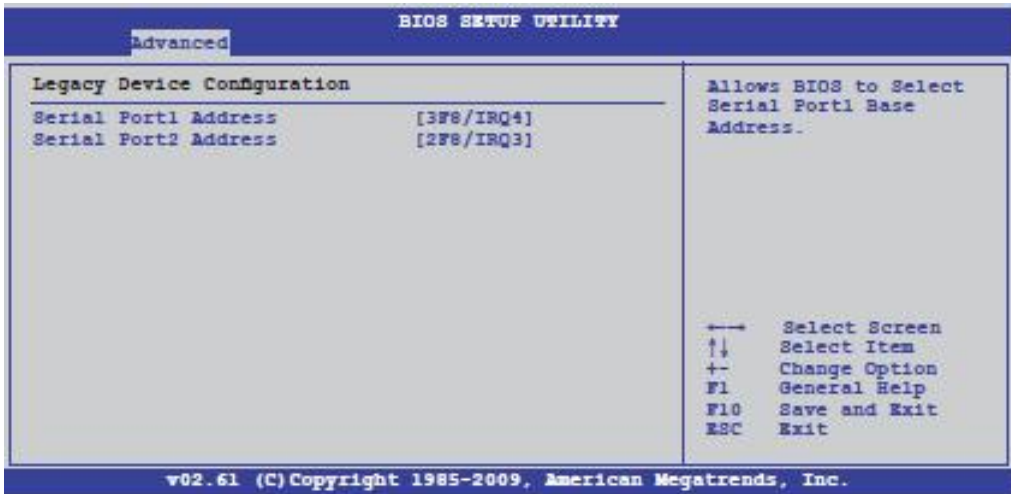 BIOS SETUP UTILITY
Advanced
Legacy Device Configuration
Serial Port1 Address [3F8/IRQ4]
Serial Port2 Address [2F8/IRQ3]
Allows BIOS to Select
Serial Port1 Base
Address.
←→ Select Screen
↑↓ Select Item
+- Change Option
F1 General Help
F10 Save and Exit
ESC Exit
v02.61 (C)Copyright 1985-2009, American Megatrends, Inc.